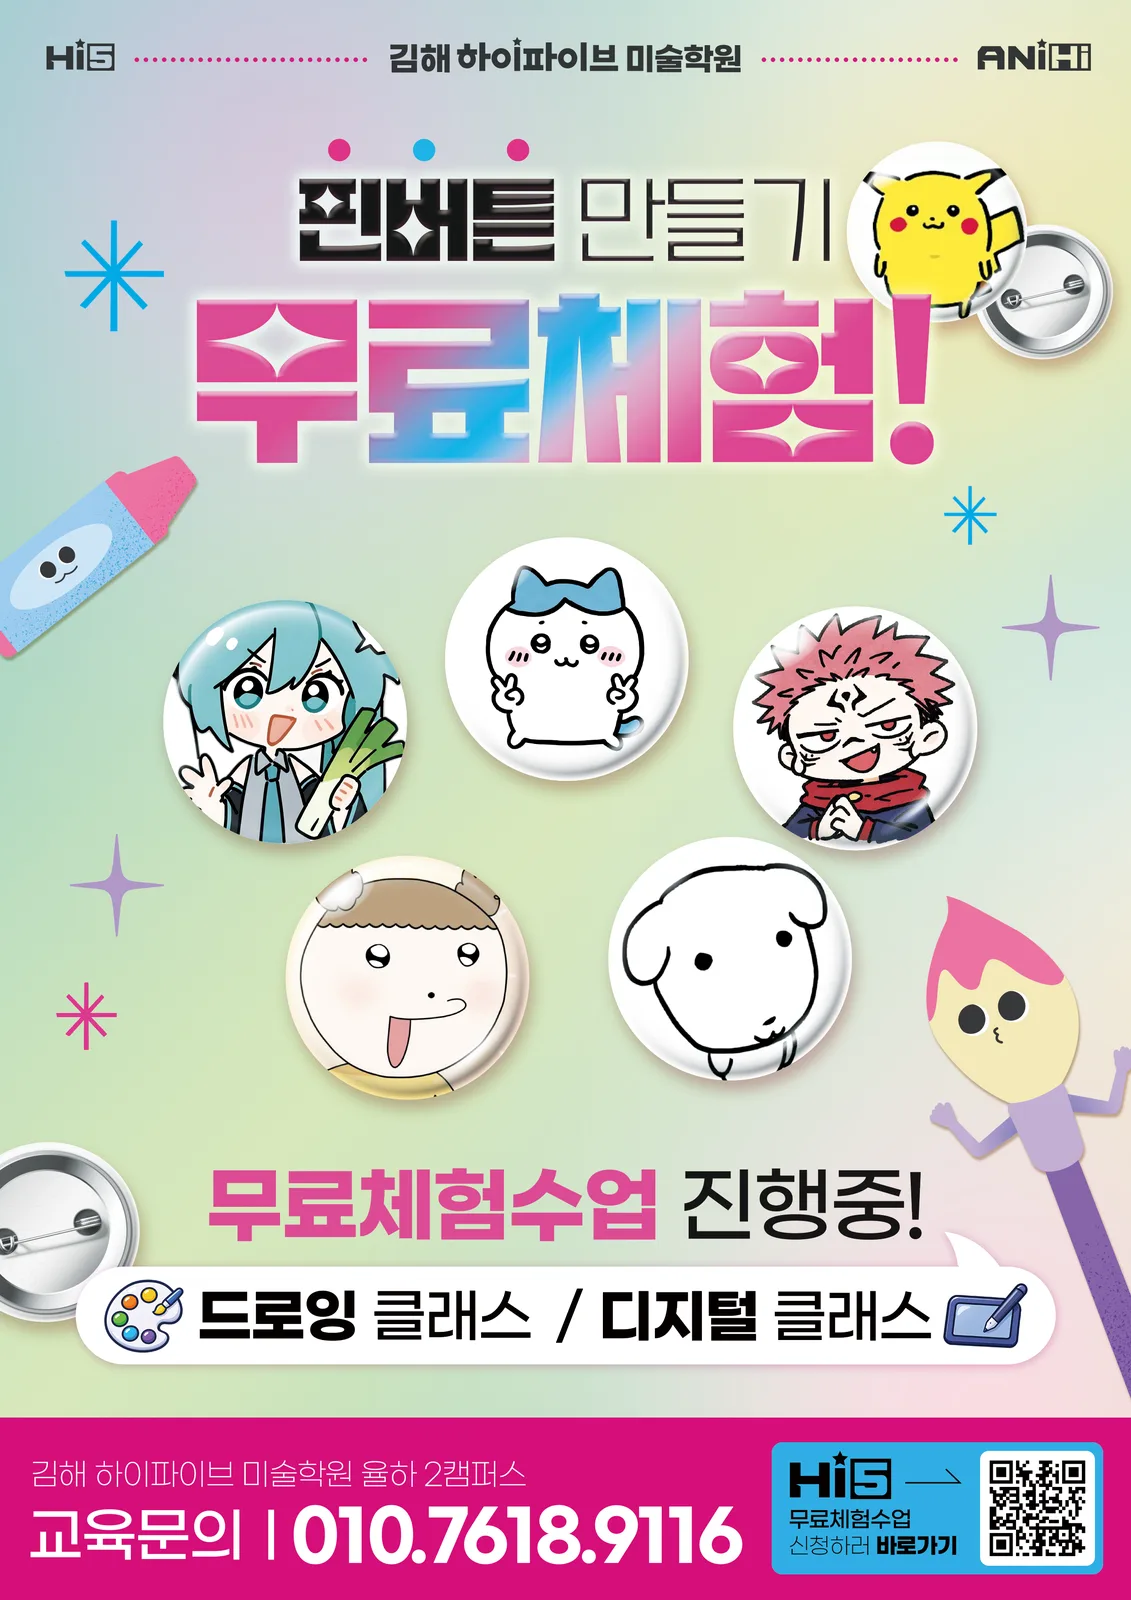 Hi5 김해 하이파이브 미술학원 ANiHi
핀버튼 만들기
무료체험!
무료체험수업 진행중!
드로잉 클래스 / 디지털 클래스
김해 하이파이브 미술학원 율하 2캠퍼스
교육문의 | 010.7618.9116
Hi5
무료체험수업
신청하러 바로가기